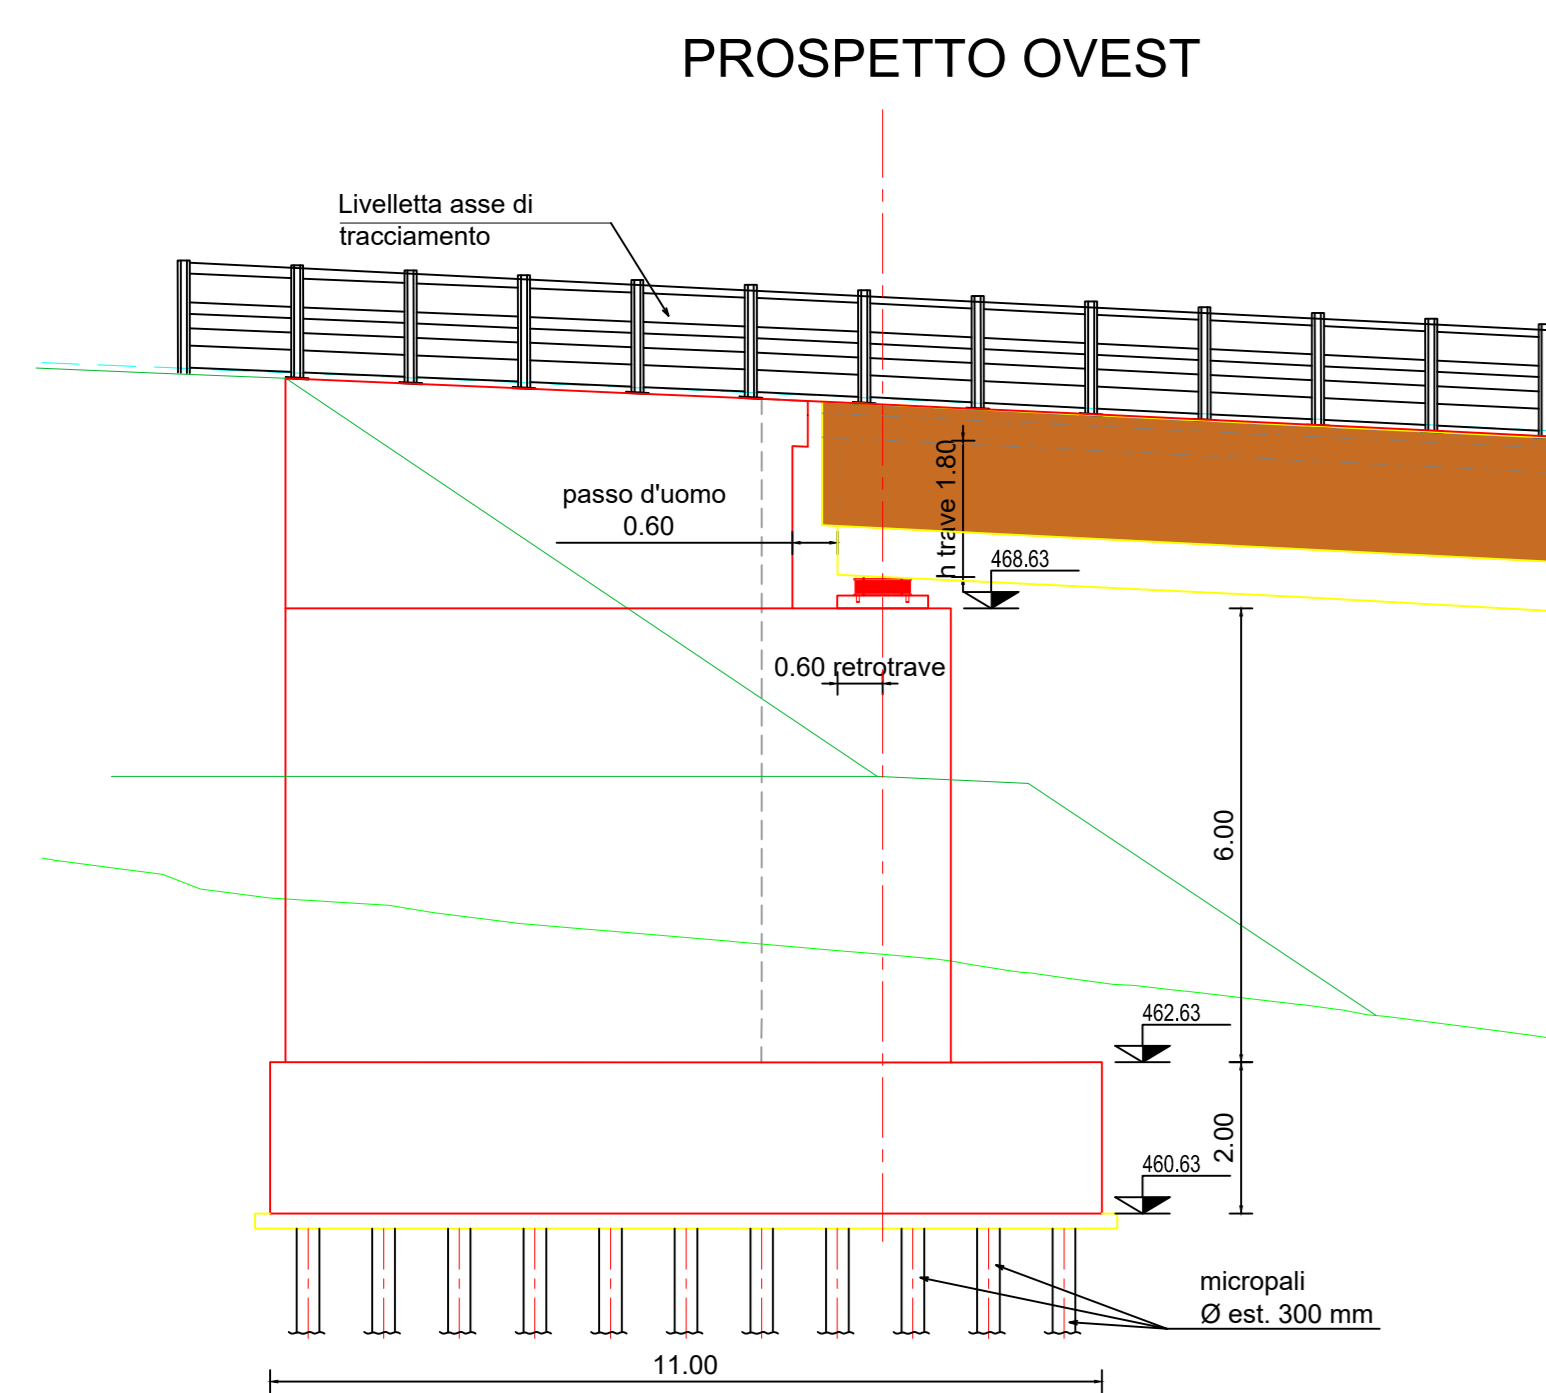 PROSPETTO OVEST
Livelletta asse di
tracciamento
passo d'uomo
0.60
h trave 1.80
468.63
0.60 retrotrave
6.00
462.63
2.00
460.63
micropali
Ø est. 300 mm
11.00